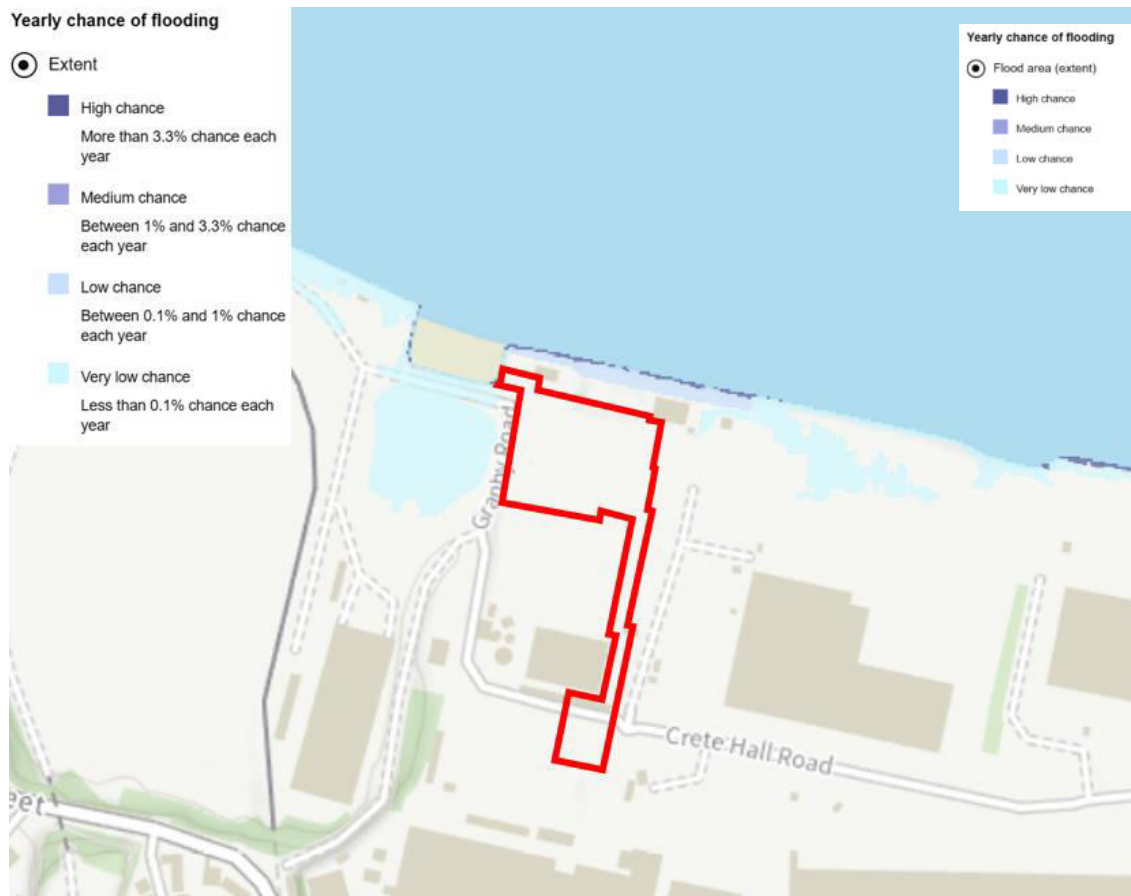 Yearly chance of flooding
Extent
High chance
More than 3.3% chance each
year
Medium chance
Between 1% and 3.3% chance
each year
Low chance
Between 0.1% and 1% chance
each year
Very low chance
Less than 0.1% chance each
year
Yearly chance of flooding
Flood area (extent)
High chance
Medium chance
Low chance
Very low chance
Granby Road
Crete Hall Road
eet